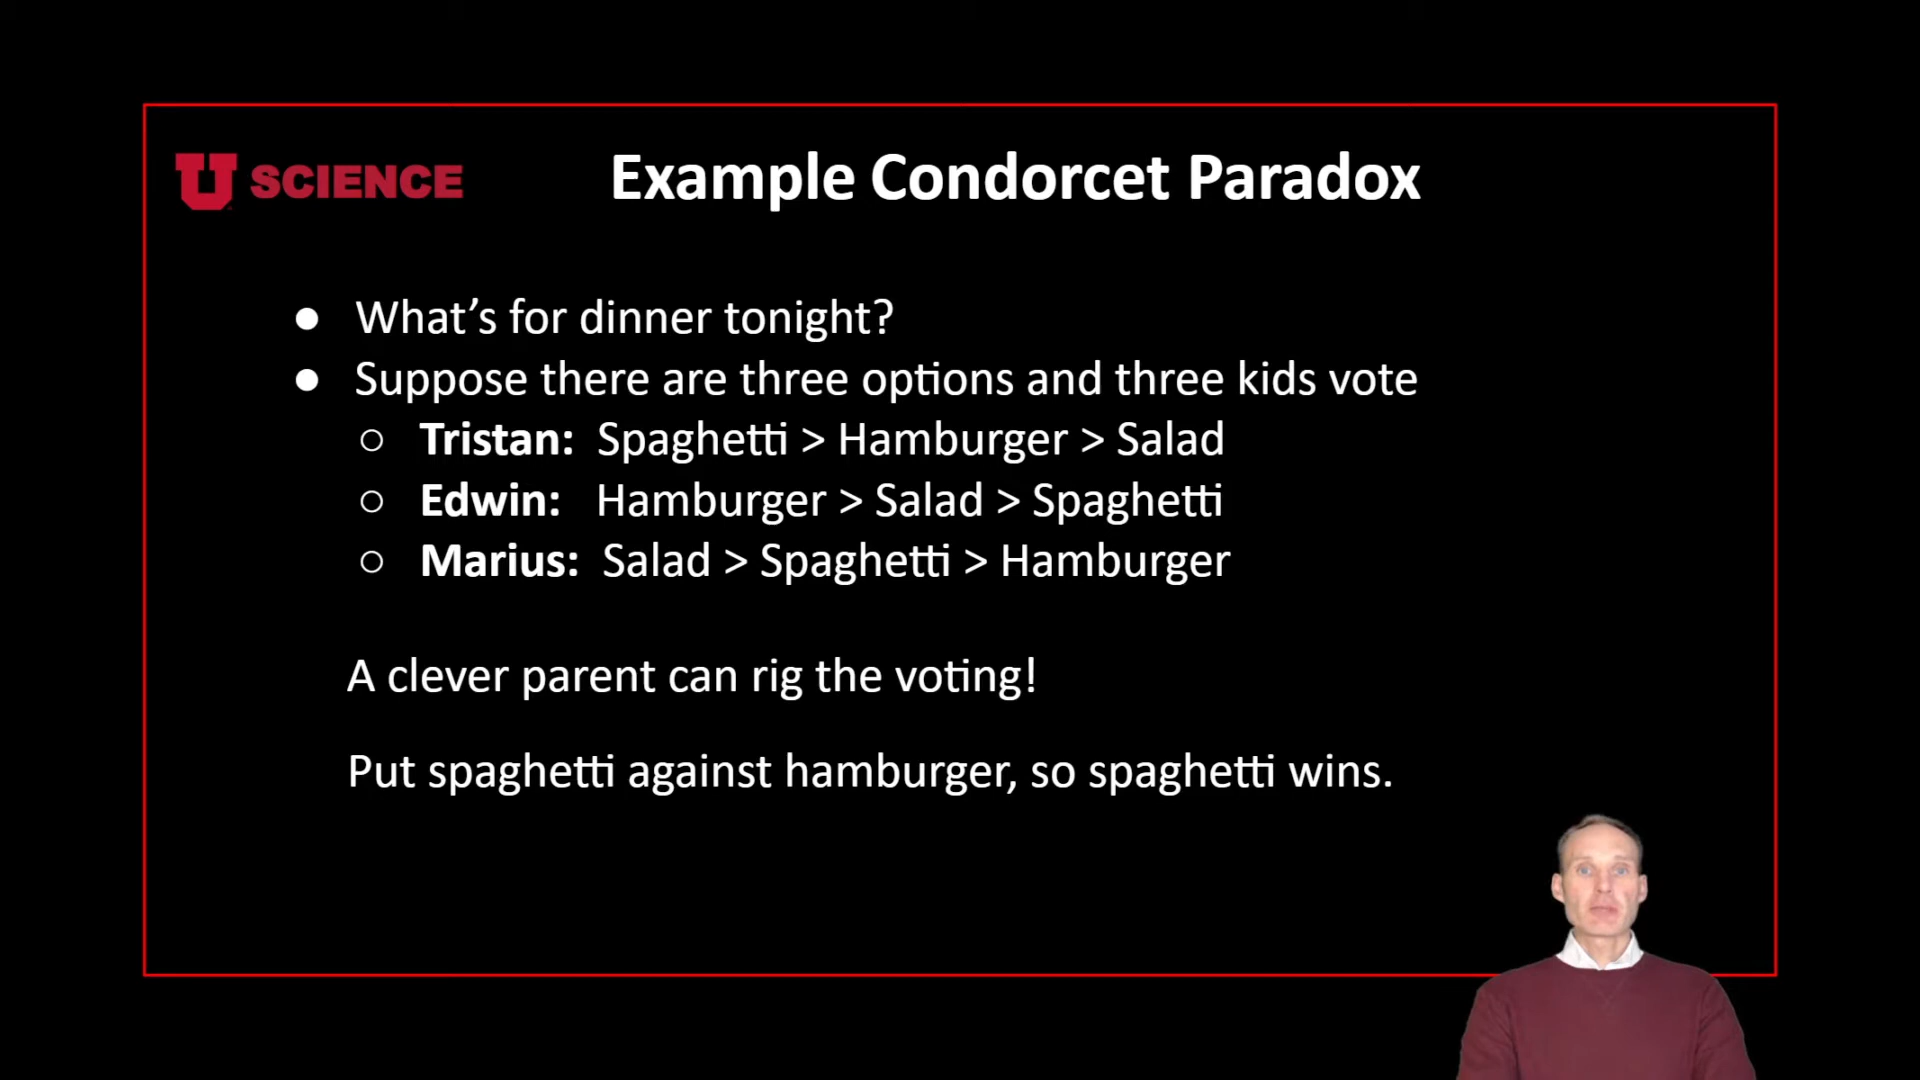 U SCIENCE
Example Condorcet Paradox
● What’s for dinner tonight?
● Suppose there are three options and three kids vote
○ Tristan: Spaghetti > Hamburger > Salad
○ Edwin: Hamburger > Salad > Spaghetti
○ Marius: Salad > Spaghetti > Hamburger
A clever parent can rig the voting!
Put spaghetti against hamburger, so spaghetti wins.